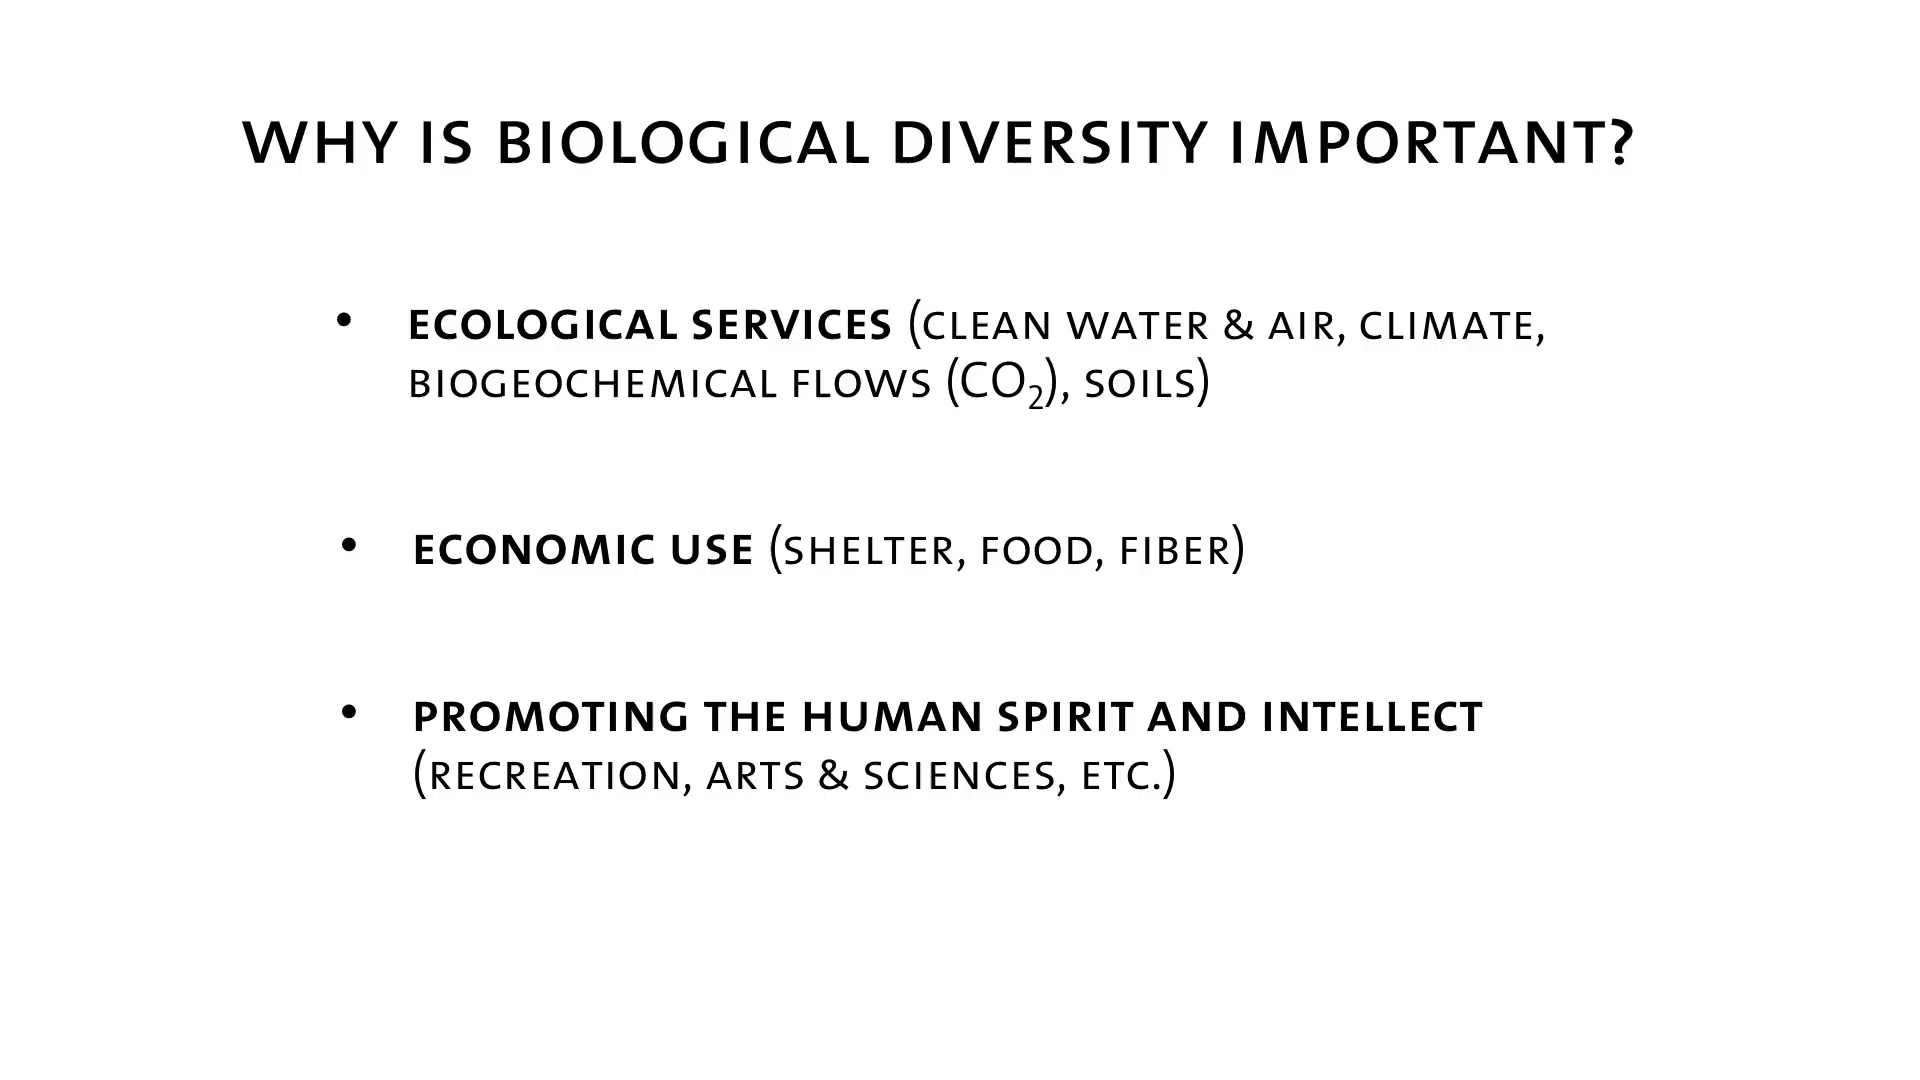 WHY IS BIOLOGICAL DIVERSITY IMPORTANT?
• ECOLOGICAL SERVICES (CLEAN WATER & AIR, CLIMATE,
BIOGEOCHEMICAL FLOWS (CO₂), SOILS)
• ECONOMIC USE (SHELTER, FOOD, FIBER)
• PROMOTING THE HUMAN SPIRIT AND INTELLECT
(RECREATION, ARTS & SCIENCES, ETC.)